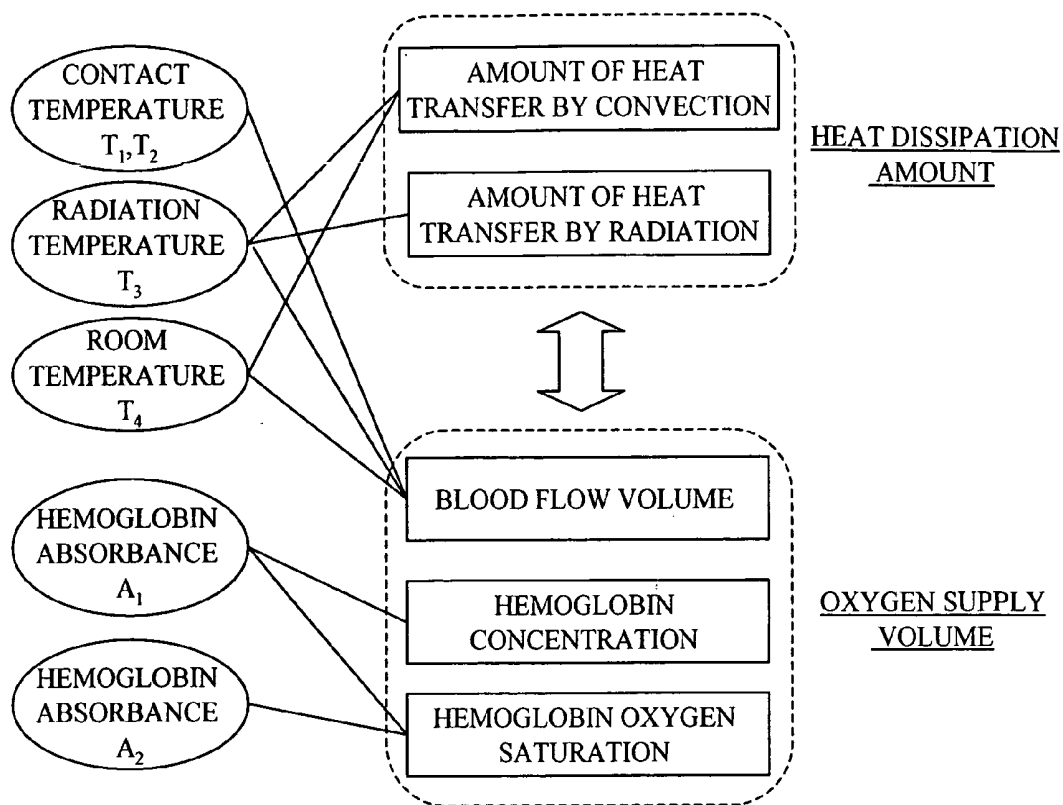 CONTACT
TEMPERATURE
T₁,T₂
RADIATION
TEMPERATURE
T₃
ROOM
TEMPERATURE
T₄
HEMOGLOBIN
ABSORBANCE
A₁
HEMOGLOBIN
ABSORBANCE
A₂
AMOUNT OF HEAT
TRANSFER BY CONVECTION
AMOUNT OF HEAT
TRANSFER BY RADIATION
HEAT DISSIPATION
AMOUNT
BLOOD FLOW VOLUME
HEMOGLOBIN
CONCENTRATION
HEMOGLOBIN OXYGEN
SATURATION
OXYGEN SUPPLY
VOLUME